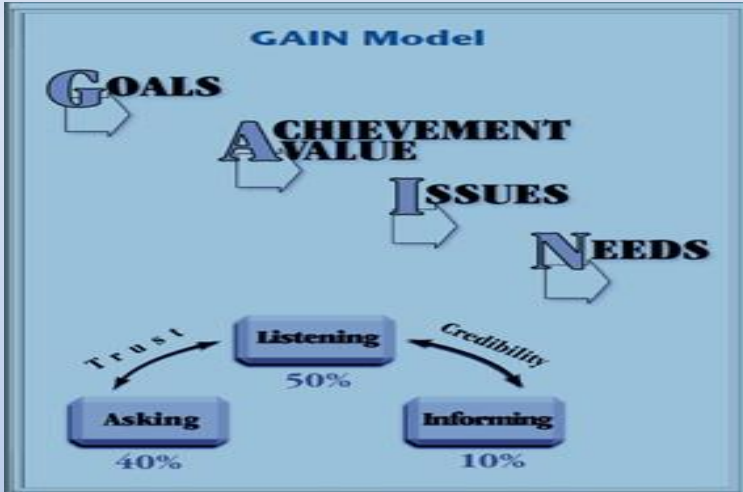 GAIN Model
GOALS
ACHIEVEMENT
VALUE
ISSUES
NEEDS
Trust
Listening
Credibility
50%
Asking
Informing
40%
10%